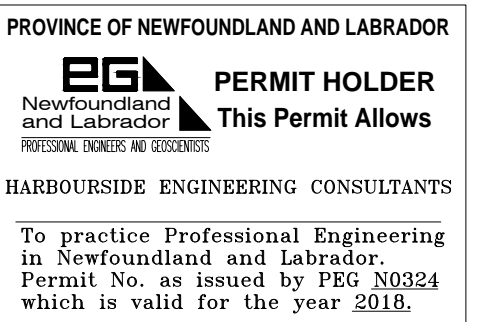 PROVINCE OF NEWFOUNDLAND AND LABRADOR
PEG
Newfoundland
and Labrador
PROFESSIONAL ENGINEERS AND GEOSCIENTISTS
PERMIT HOLDER
This Permit Allows
HARBOURSIDE ENGINEERING CONSULTANTS
To practice Professional Engineering
in Newfoundland and Labrador.
Permit No. as issued by PEG N0324
which is valid for the year 2018.